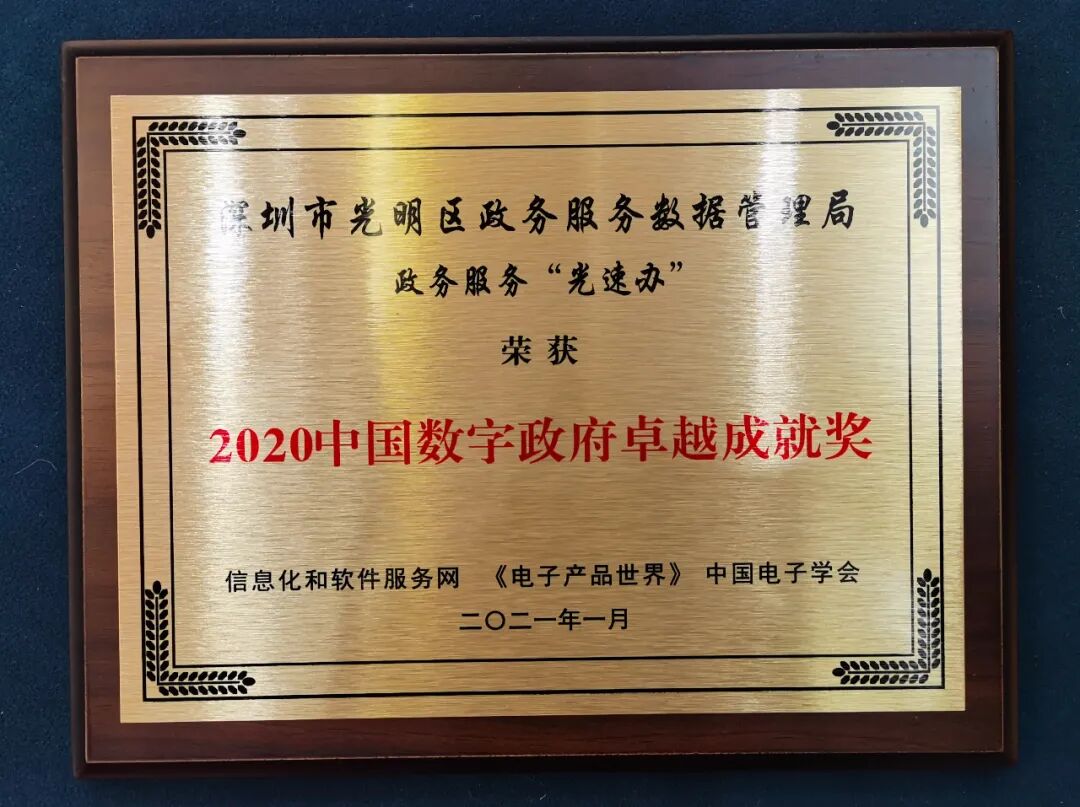 深圳市光明区政务服务数据管理局
政务服务“光速办”
荣获
2020中国数字政府卓越成就奖
信息化和软件服务网 《电子产品世界》 中国电子学会
二〇二一年一月